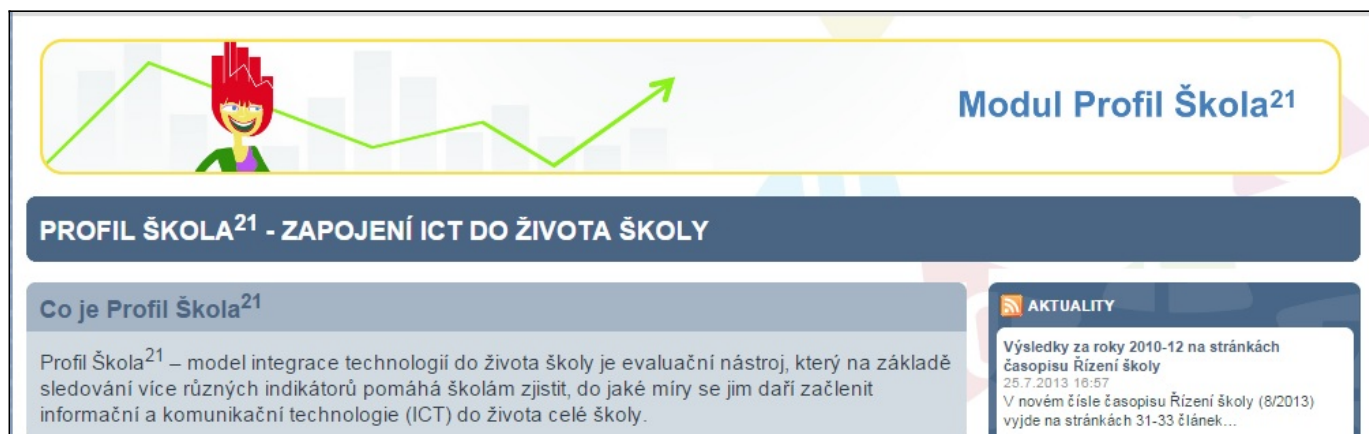 Modul Profil Škola21
PROFIL ŠKOLA21 - ZAPOJENÍ ICT DO ŽIVOTA ŠKOLY
Co je Profil Škola21
Profil Škola21 – model integrace technologií do života školy je evaluační nástroj, který na základě
sledování více různých indikátorů pomáhá školám zjistit, do jaké míry se jim daří začlenit
informační a komunikační technologie (ICT) do života celé školy.
AKTUALITY
Výsledky za roky 2010-12 na stránkách
časopisu Řízení školy
25.7.2013 16:57
V novém čísle časopisu Řízení školy (8/2013)
vyjde na stránkách 31-33 článek...